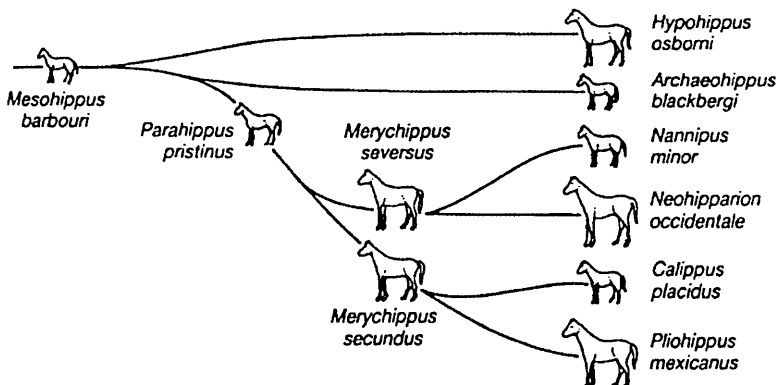 Hypohippus
osborni
Mesohippus
barbouri
Archaeohippus
blackbergi
Parahippus
pristinus
Merychippus
seversus
Nannipus
minor
Neohipparion
occidentale
Merychippus
secundus
Calippus
placidus
Pliohippus
mexicanus